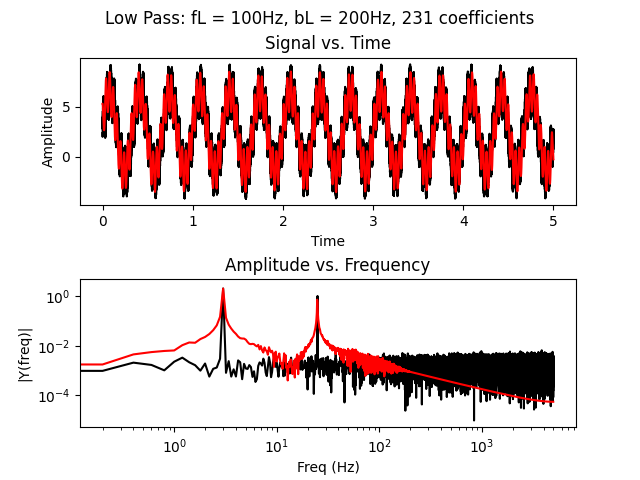 Low Pass: fL = 100Hz, bL = 200Hz, 231 coefficients
Signal vs. Time
Amplitude
5
0
0 1 2 3 4 5
Time
Amplitude vs. Frequency
|Y(freq)|
10⁰
10⁻²
10⁻⁴
10⁰ 10¹ 10² 10³
Freq (Hz)